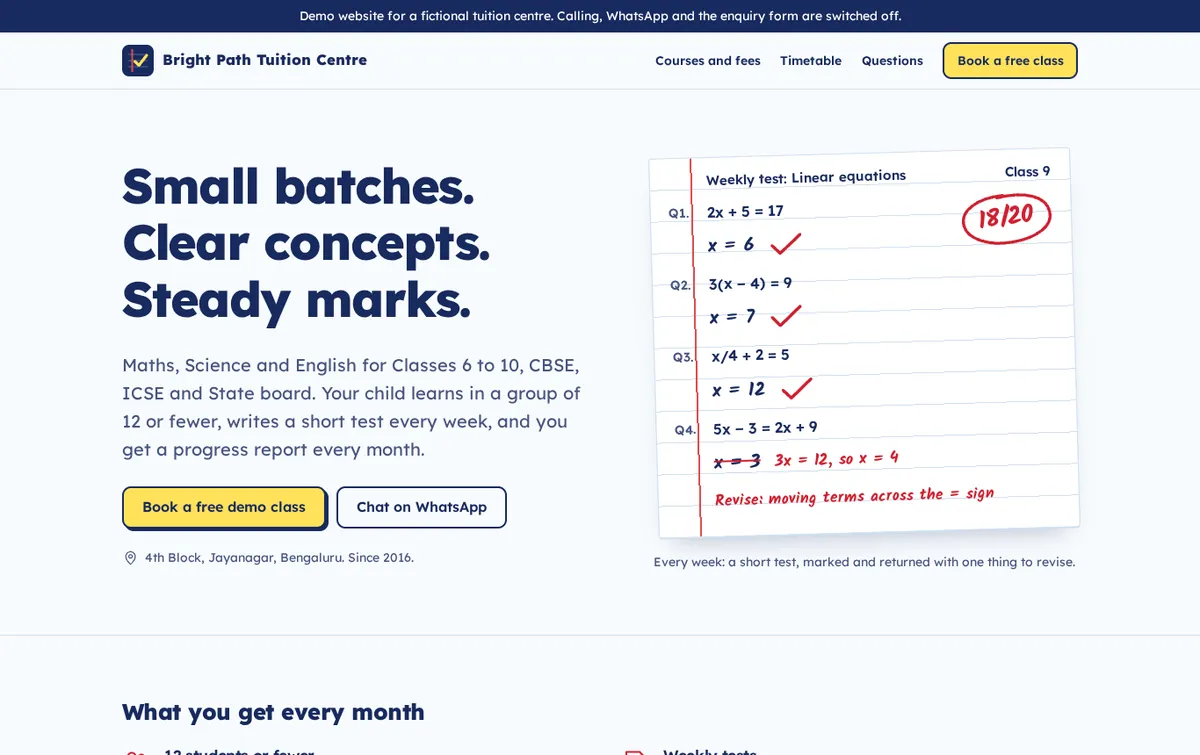 Demo website for a fictional tuition centre. Calling, WhatsApp and the enquiry form are switched off.
Bright Path Tuition Centre
Courses and fees
Timetable
Questions
Book a free class
Small batches.
Clear concepts.
Steady marks.
Maths, Science and English for Classes 6 to 10, CBSE,
ICSE and State board. Your child learns in a group of
12 or fewer, writes a short test every week, and you
get a progress report every month.
Book a free demo class
Chat on WhatsApp
4th Block, Jayanagar, Bengaluru. Since 2016.
Weekly test: Linear equations
Class 9
18/20
Q1. 2x + 5 = 17
x = 6
Q2. 3(x – 4) = 9
x = 7
Q3. x/4 + 2 = 5
x = 12
Q4. 5x – 3 = 2x + 9
x = 3 3x = 12, so x = 4
Revise: moving terms across the = sign
Every week: a short test, marked and returned with one thing to revise.
What you get every month
12 students or fewer
Weekly tests